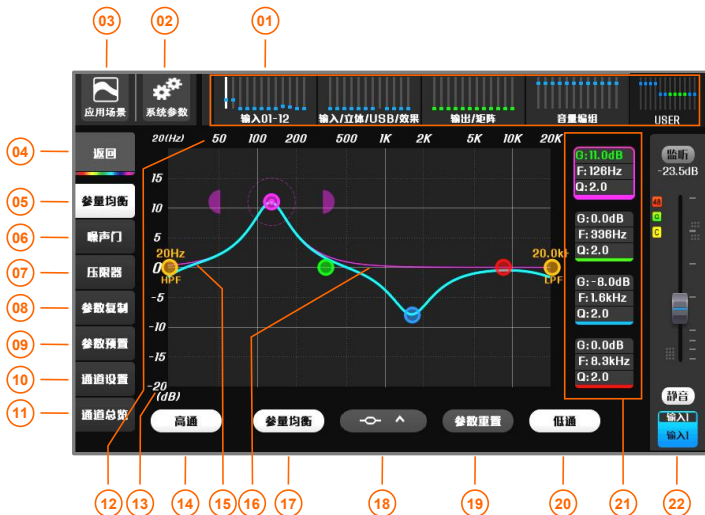 03
02
01
应用场景
系统参数
输入01-12
输入/立体/USB/效果
输出/矩阵
音量编组
USER
20(Hz) 50 100 200 500 1K 2K 5K 10K 20K
04
返回
05
参量均衡
06
噪声门
07
压限器
08
参数复制
09
参数预置
10
通道设置
11
通道总览
15
10
5
0
-5
-10
-15
-20
(dB)
20Hz
HPF
LPF
G:11.0dB
F:126Hz
Q:2.0
G:0.0dB
F:336Hz
Q:2.0
G:-8.0dB
F:1.6kHz
Q:2.0
G:0.0dB
F:8.3kHz
Q:2.0
监听
-23.5dB
48
G
C
静音
输入1
输入1
高通
参量均衡
参数重置
低通
12
13
14
15
16
17
18
19
20
21
22